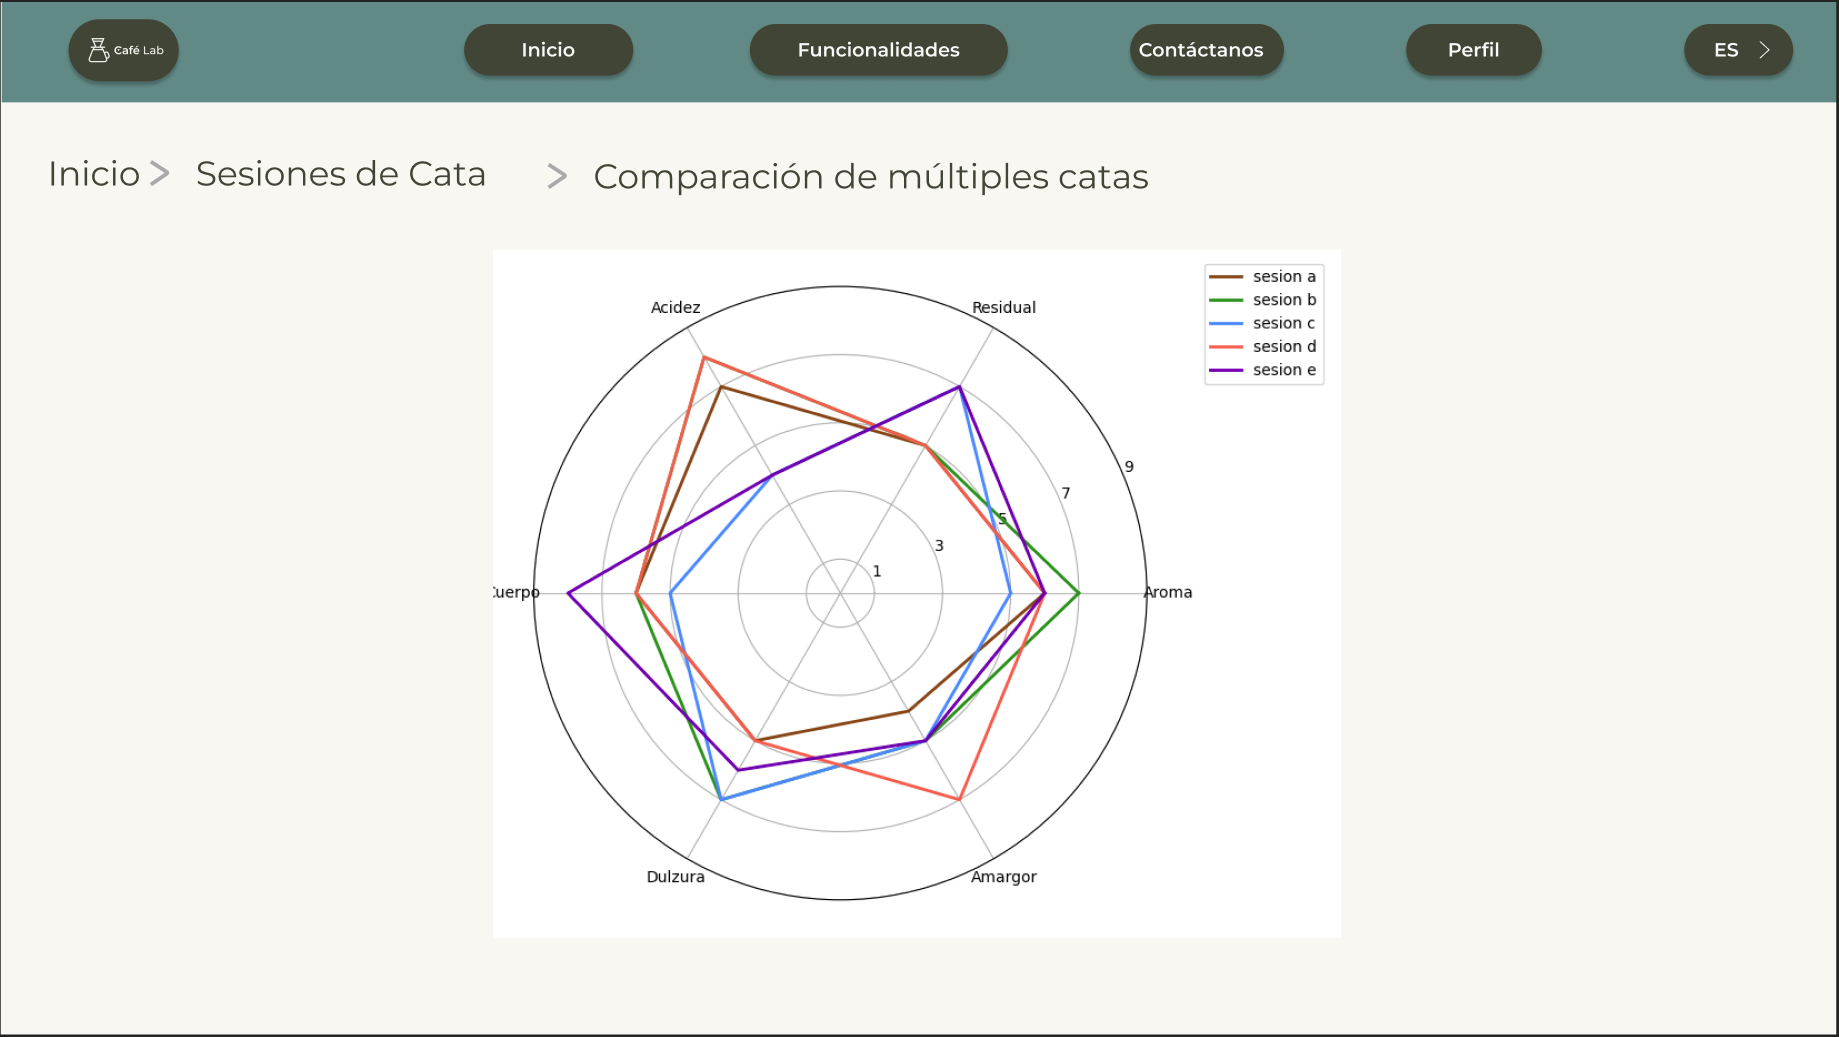 Café Lab
Inicio
Funcionalidades
Contáctanos
Perfil
ES
Inicio > Sesiones de Cata > Comparación de múltiples catas
sesion a
sesion b
sesion c
sesion d
sesion e
Acidez
Residual
9
7
5
3
1
Cuerpo
Aroma
Dulzura
Amargor